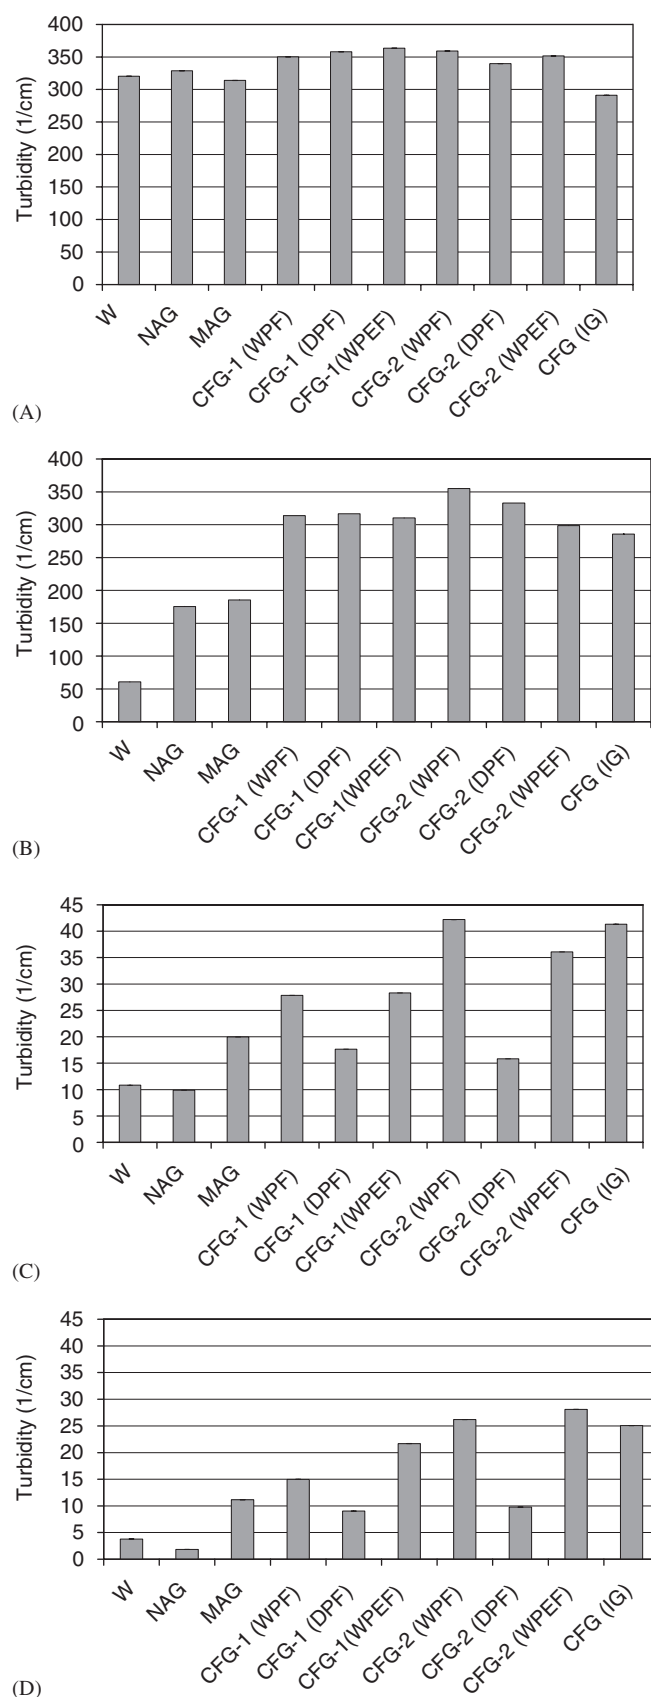 400
350
300
250
200
150
100
50
0
Turbidity (1/cm)
W
NAG
MAG
CFG-1 (WPF)
CFG-1 (DPF)
CFG-1(WPEF)
CFG-2 (WPF)
CFG-2 (DPF)
CFG-2 (WPEF)
CFG (IG)
(A)
400
350
300
250
200
150
100
50
0
Turbidity (1/cm)
W
NAG
MAG
CFG-1 (WPF)
CFG-1 (DPF)
CFG-1(WPEF)
CFG-2 (WPF)
CFG-2 (DPF)
CFG-2 (WPEF)
CFG (IG)
(B)
45
40
35
30
25
20
15
10
5
0
Turbidity (1/cm)
W
NAG
MAG
CFG-1 (WPF)
CFG-1 (DPF)
CFG-1(WPEF)
CFG-2 (WPF)
CFG-2 (DPF)
CFG-2 (WPEF)
CFG (IG)
(C)
45
40
35
30
25
20
15
10
5
0
Turbidity (1/cm)
W
NAG
MAG
CFG-1 (WPF)
CFG-1 (DPF)
CFG-1(WPEF)
CFG-2 (WPF)
CFG-2 (DPF)
CFG-2 (WPEF)
CFG (IG)
(D)